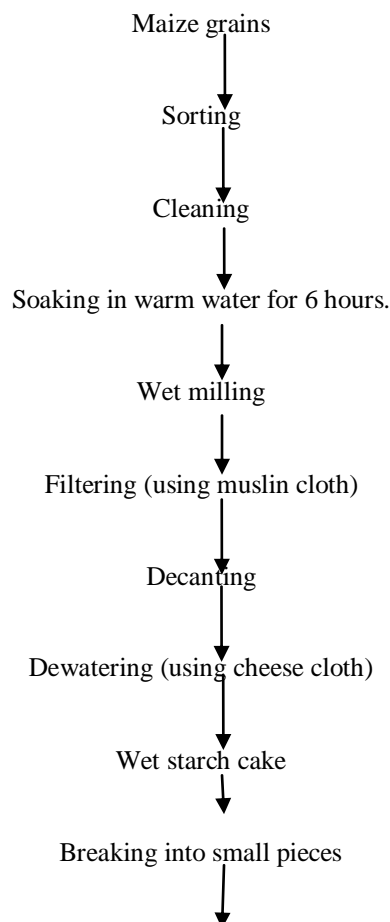 Maize grains
Sorting
Cleaning
Soaking in warm water for 6 hours.
Wet milling
Filtering (using muslin cloth)
Decanting
Dewatering (using cheese cloth)
Wet starch cake
Breaking into small pieces